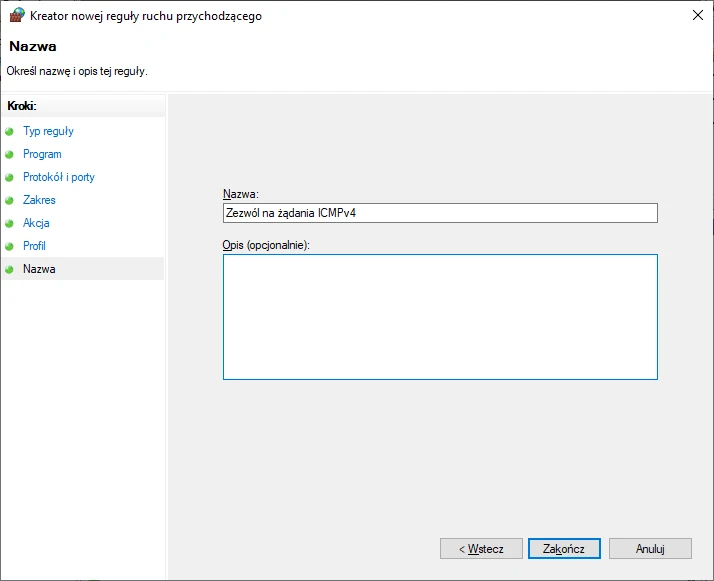 Kreator nowej reguły ruchu przychodzącego
Nazwa
Określ nazwę i opis tej reguły.
Kroki:
Typ reguły
Program
Protokół i porty
Zakres
Akcja
Profil
Nazwa
Nazwa:
Zezwól na żądania ICMPv4
Opis (opcjonalnie):
< Wstecz
Zakończ
Anuluj